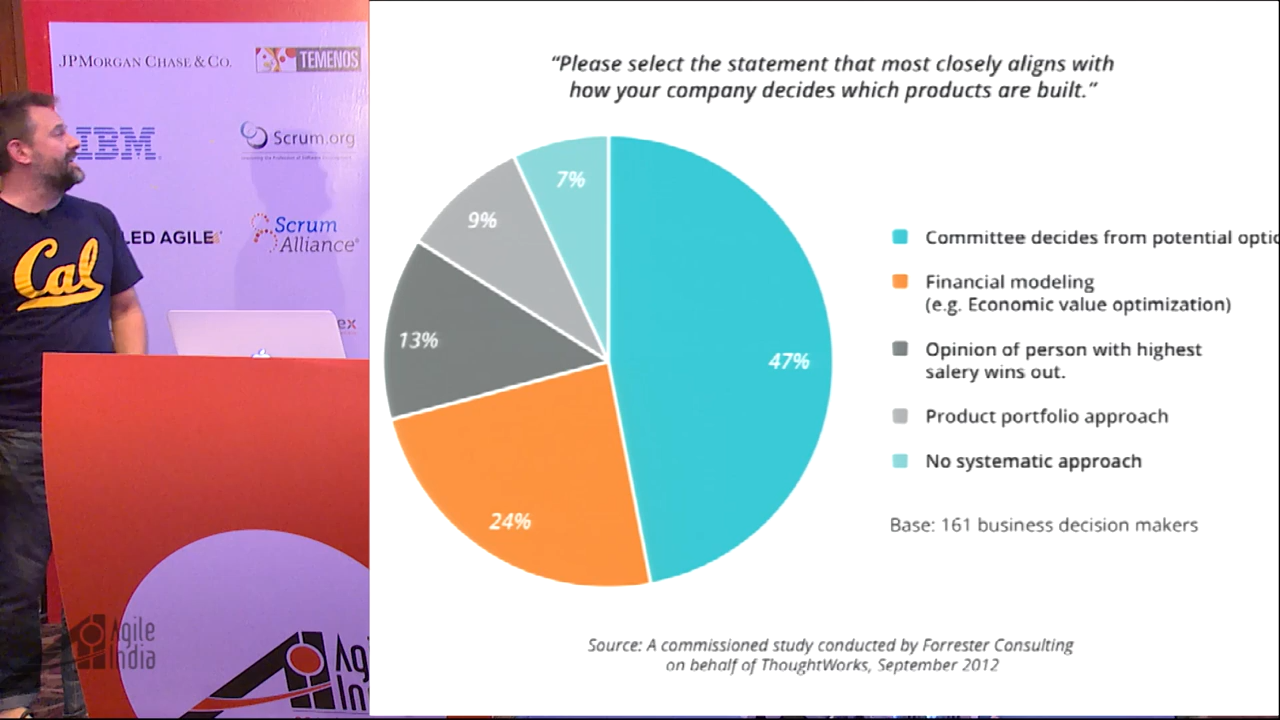 JPMORGAN CHASE & CO.
TEMENOS
IBM
Scrum.org
LED AGILE
Scrum
Alliance
ex
Cal
Agile
India
Ag
In
“Please select the statement that most closely aligns with
how your company decides which products are built.”
7%
9%
13%
47%
24%
Committee decides from potential optio
Financial modeling
(e.g. Economic value optimization)
Opinion of person with highest
salery wins out.
Product portfolio approach
No systematic approach
Base: 161 business decision makers
Source: A commissioned study conducted by Forrester Consulting
on behalf of ThoughtWorks, September 2012